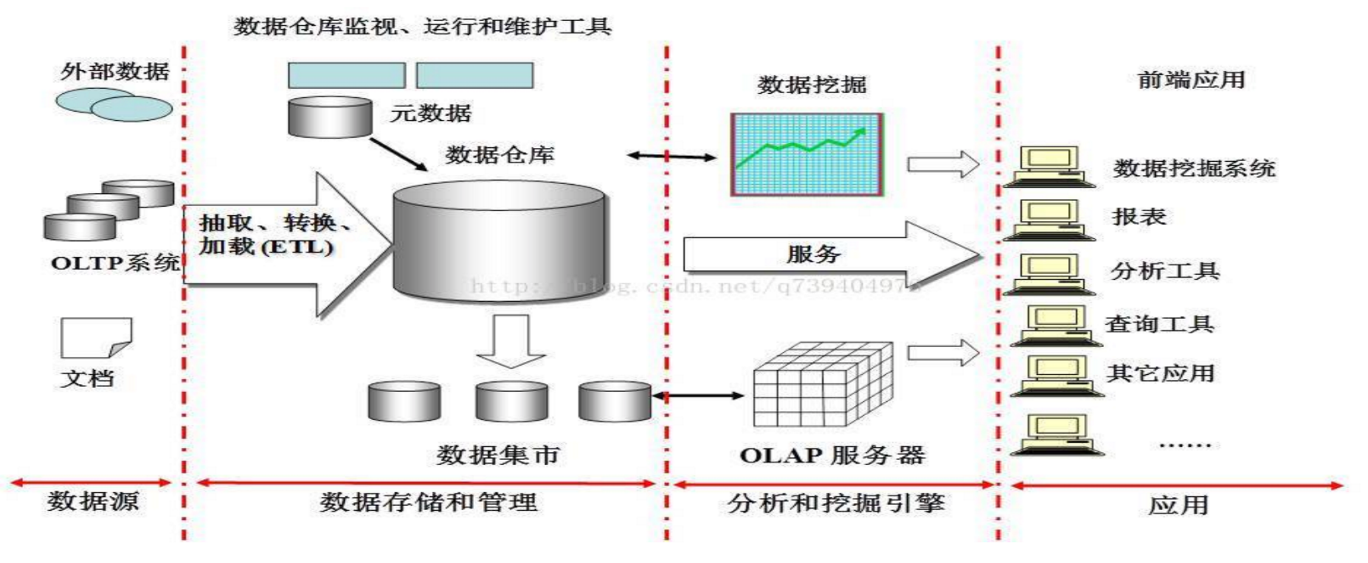 数据仓库监视、运行和维护工具
外部数据
元数据
数据仓库
OLTP系统
抽取、转换、
加载(ETL)
文档
数据集市
数据挖掘
服务
OLAP 服务器
前端应用
数据挖掘系统
报表
分析工具
查询工具
其它应用
......
数据源
数据存储和管理
分析和挖掘引擎
应用